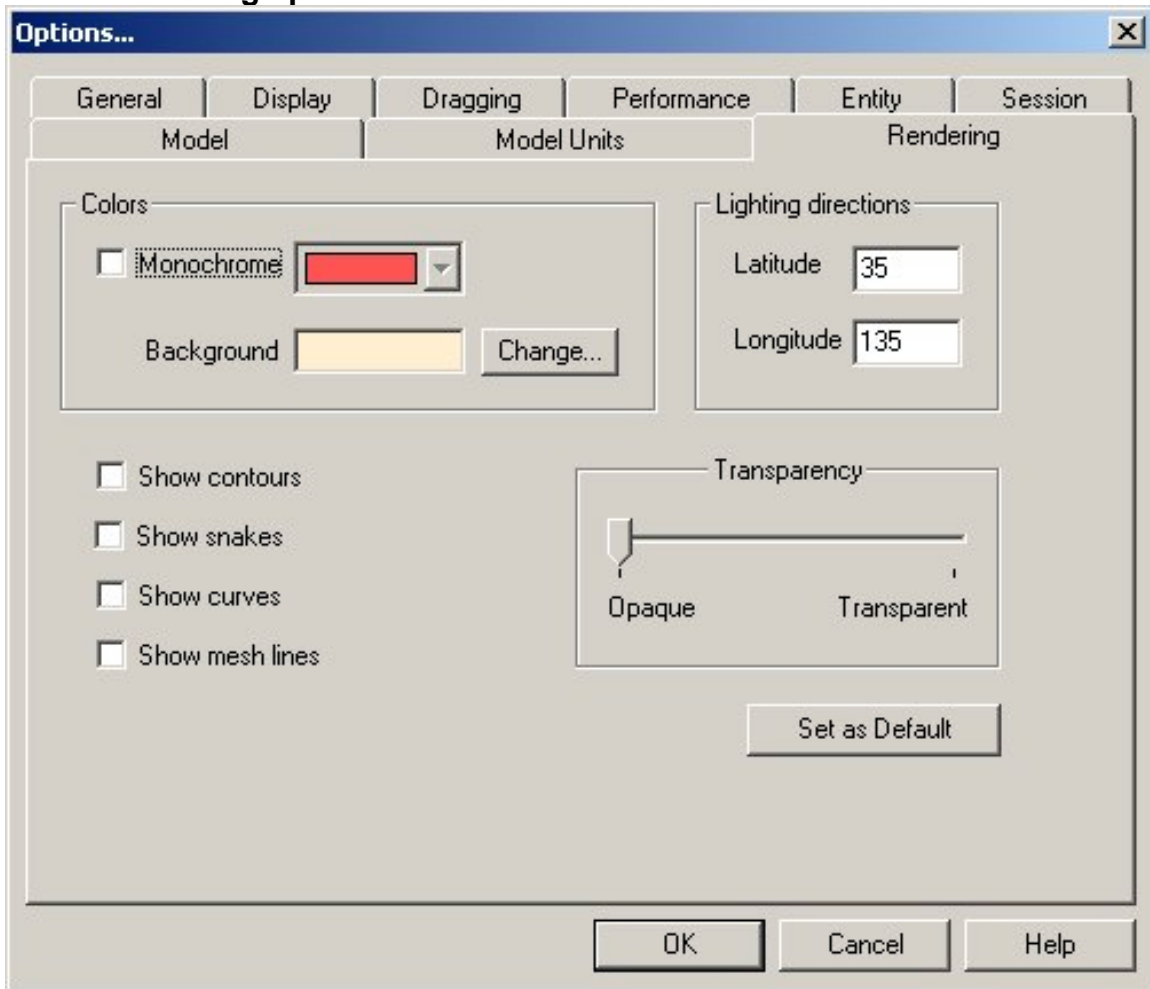 Options...
General Display Dragging Performance Entity Session
Model Model Units Rendering
Colors
Monochrome
Background Change...
Lighting directions
Latitude 35
Longitude 135
Show contours
Show snakes
Show curves
Show mesh lines
Transparency
Opaque Transparent
Set as Default
OK Cancel Help